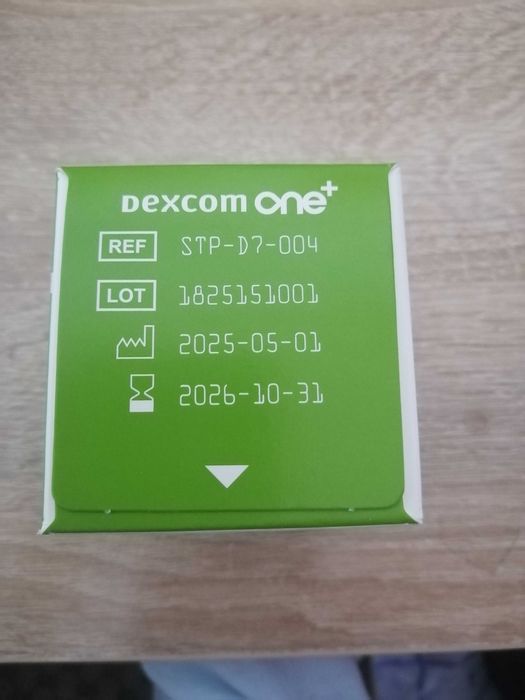 Dexcom ONE+
REF STP-D7-004
LOT 1825151001
2025-05-01
2026-10-31